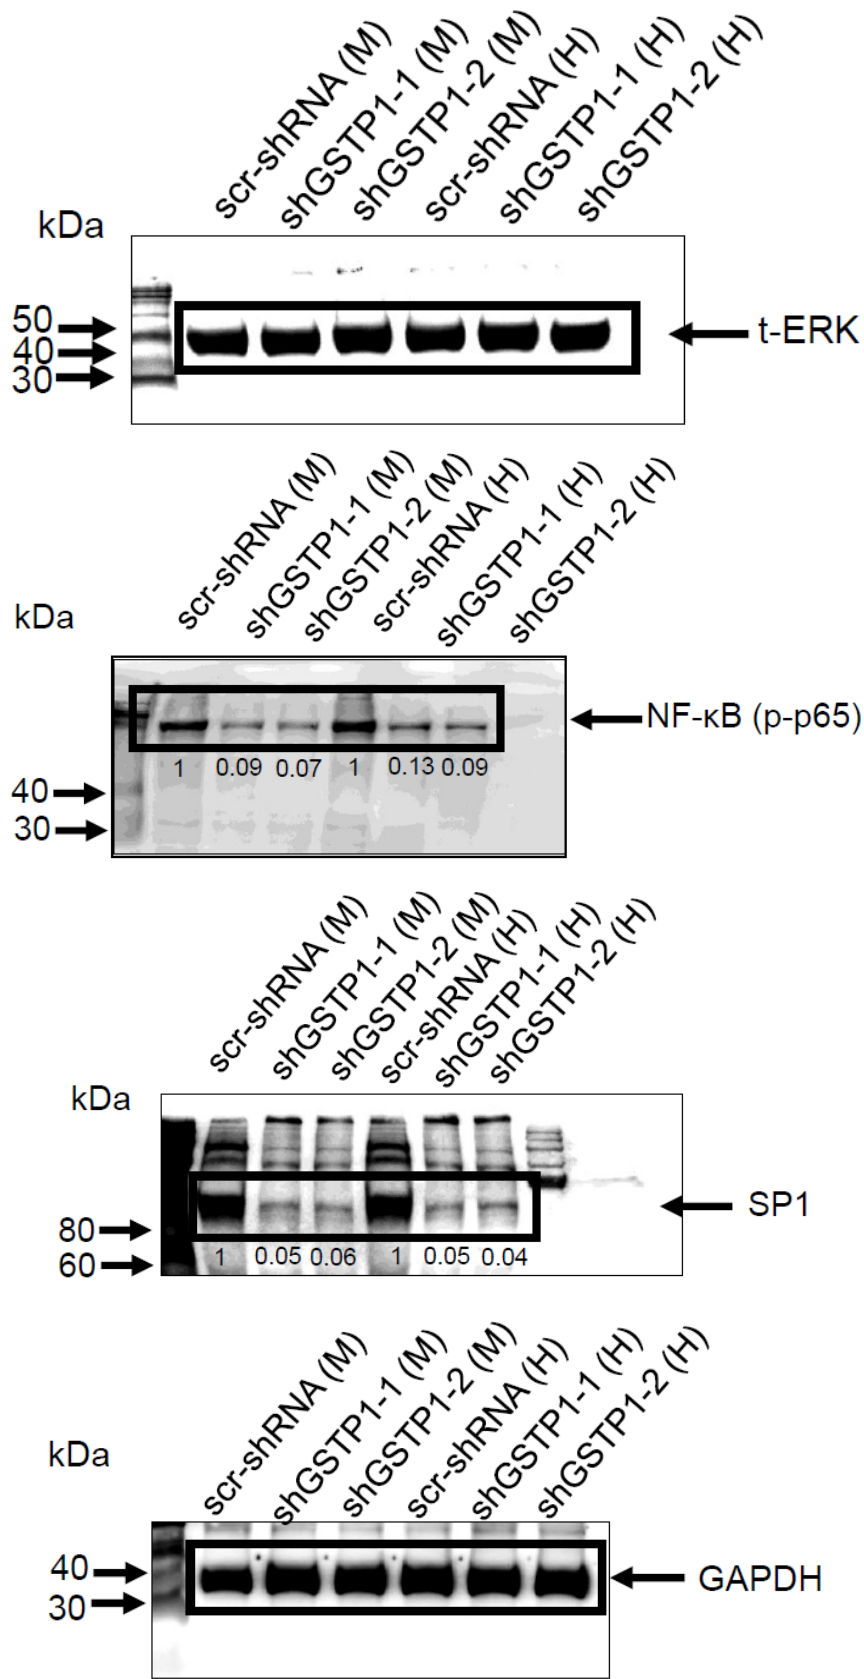 scr-shRNA (M)
shGSTP1-1 (M)
shGSTP1-2 (M)
scr-shRNA (H)
shGSTP1-1 (H)
shGSTP1-2 (H)
kDa
50
40
30
t-ERK
scr-shRNA (M)
shGSTP1-1 (M)
shGSTP1-2 (M)
scr-shRNA (H)
shGSTP1-1 (H)
shGSTP1-2 (H)
kDa
NF-κB (p-p65)
1 0.09 0.07 1 0.13 0.09
40
30
scr-shRNA (M)
shGSTP1-1 (M)
shGSTP1-2 (M)
scr-shRNA (H)
shGSTP1-1 (H)
shGSTP1-2 (H)
kDa
SP1
80
1 0.05 0.06 1 0.05 0.04
60
scr-shRNA (M)
shGSTP1-1 (M)
shGSTP1-2 (M)
scr-shRNA (H)
shGSTP1-1 (H)
shGSTP1-2 (H)
kDa
40
30
GAPDH